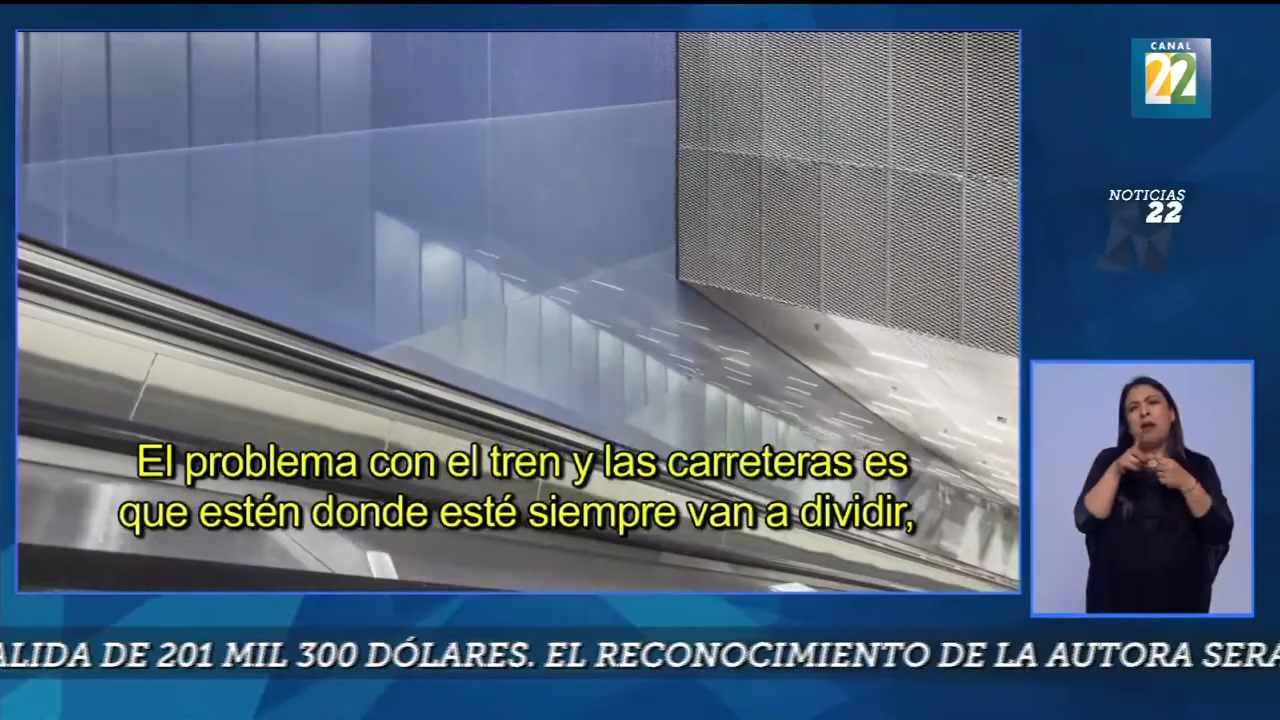 CANAL
22
NOTICIAS
22
El problema con el tren y las carreteras es
que estén donde esté siempre van a dividir,
ALIDA DE 201 MIL 300 DÓLARES. EL RECONOCIMIENTO DE LA AUTORA SERÁ